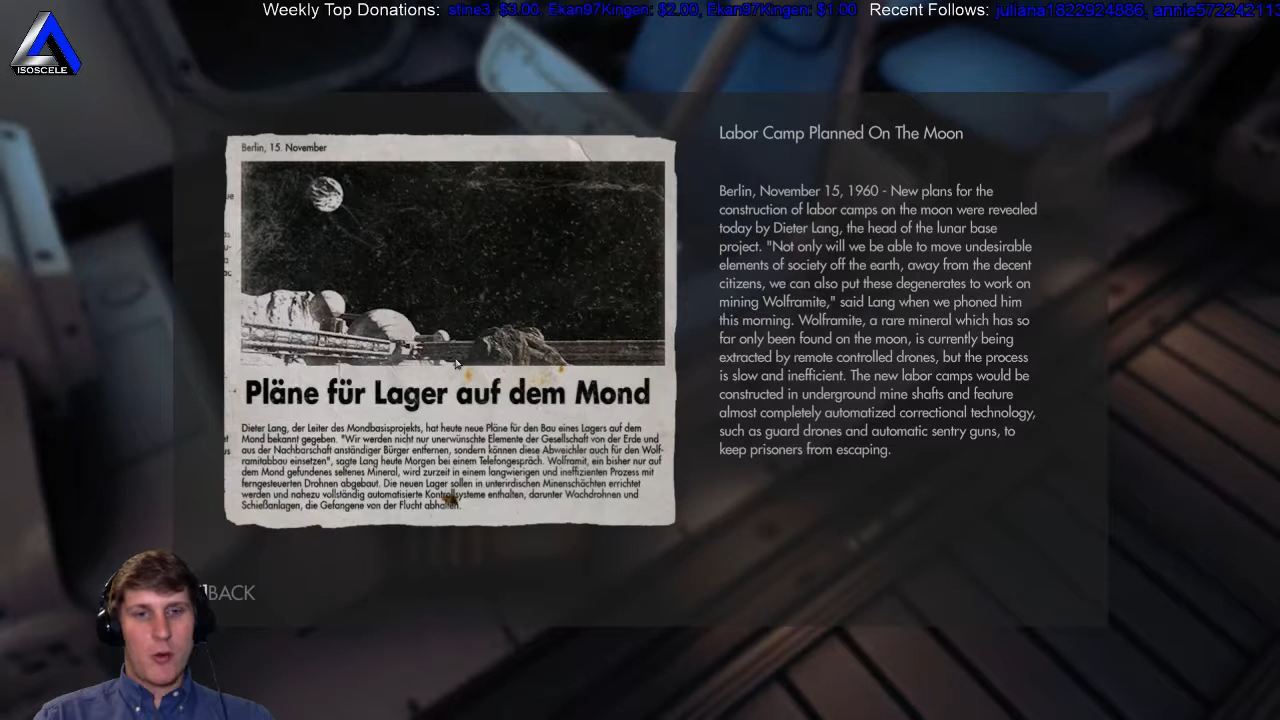 Weekly Top Donations: stine3: $3.00, Ekan97Kingen: $2.00, Ekan97Kingen: $1.00 Recent Follows: juliana1822924886, annie572242113
ISOSCELE
Berlin, 15. November
Pläne für Lager auf dem Mond
Dieter Lang, der Leiter des Mondbasisprojekts, hat heute neue Pläne für den Bau eines Lagers auf dem
Mond bekannt gegeben. "Wir werden nicht nur unerwünschte Elemente der Gesellschaft von der Erde und
aus der Nachbarschaft anständiger Bürger entfernen, sondern können diese Abweichler auch für den Wolf-
ramitabbau einsetzen", sagte Lang heute Morgen bei einem Telefongespräch. Wolframit, ein bisher nur auf
dem Mond gefundenes seltenes Mineral, wird zurzeit in einem langwierigen und ineffizienten Prozess mit
ferngesteuerten Drohnen abgebaut. Die neuen Lager sollen in unterirdischen Minenschächten errichtet
werden und nahezu vollständig automatisierte Kontrollsysteme enthalten, darunter Wachdrohnen und
Schießanlagen, die Gefangene von der Flucht abhalten.
Labor Camp Planned On The Moon
Berlin, November 15, 1960 - New plans for the
construction of labor camps on the moon were revealed
today by Dieter Lang, the head of the lunar base
project. "Not only will we be able to move undesirable
elements of society off the earth, away from the decent
citizens, we can also put these degenerates to work on
mining Wolframite," said Lang when we phoned him
this morning. Wolframite, a rare mineral which has so
far only been found on the moon, is currently being
extracted by remote controlled drones, but the process
is slow and inefficient. The new labor camps would be
constructed in underground mine shafts and feature
almost completely automatized correctional technology,
such as guard drones and automatic sentry guns, to
keep prisoners from escaping.
BACK